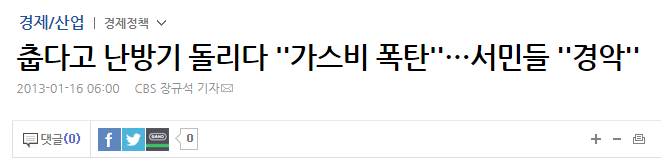 경제/산업 | 경제정책
춥다고 난방기 돌리다 "가스비 폭탄"…서민들 "경악"
2013-01-16 06:00 CBS 장규석 기자
댓글(0) f BAND 0